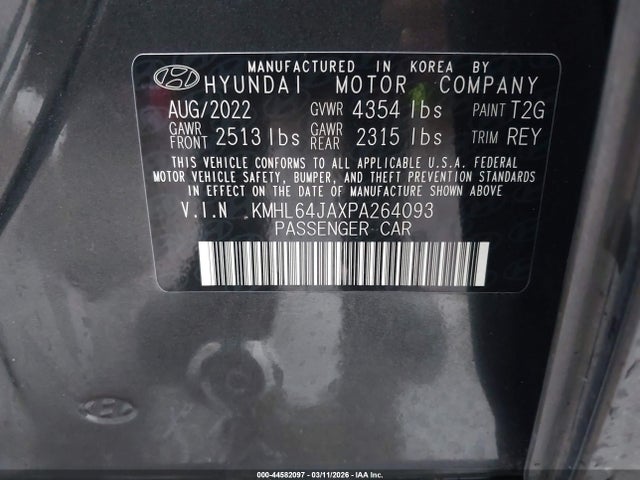 MANUFACTURED IN KOREA BY
HYUNDAI MOTOR COMPANY
AUG/2022 GVWR 4354 lbs PAINT T2G
GAWR FRONT 2513 lbs GAWR REAR 2315 lbs TRIM REY
THIS VEHICLE CONFORMS TO ALL APPLICABLE U.S.A. FEDERAL
MOTOR VEHICLE SAFETY, BUMPER, AND THEFT PREVENTION STANDARDS
IN EFFECT ON THE DATE OF MANUFACTURE SHOWN ABOVE
V.I.N KMHL64JAXPA264093
PASSENGER CAR
000-44582097 - 03/11/2026 - IAA Inc.